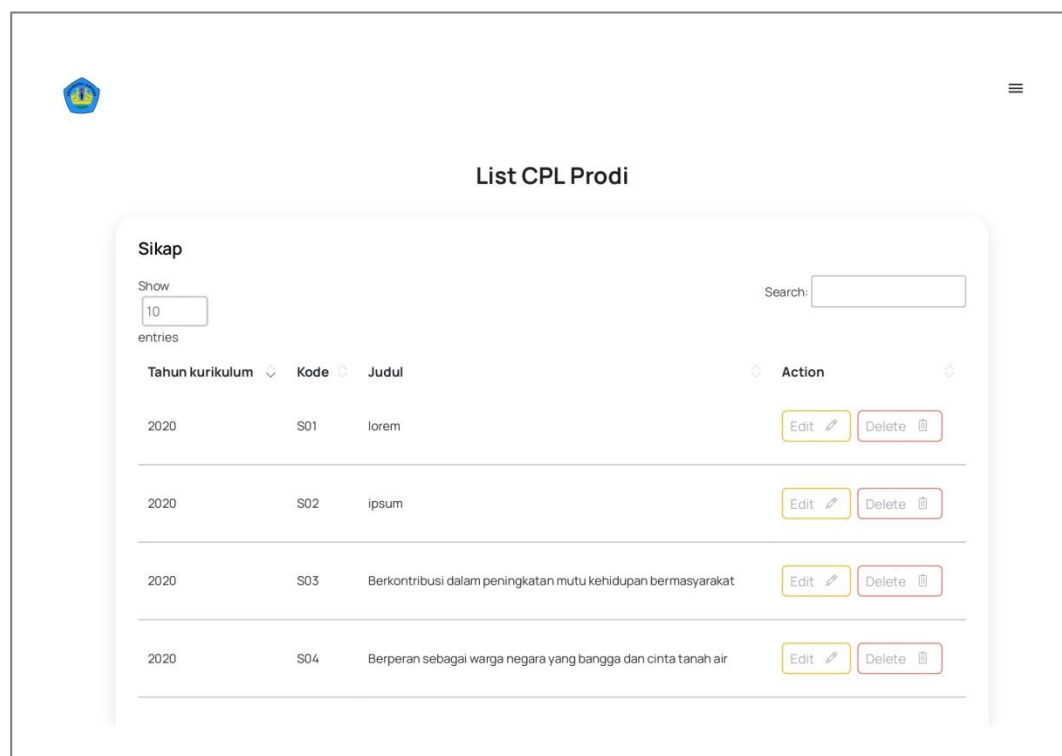 List CPL Prodi
Sikap
Show
10
entries
Search:
Tahun kurikulum Kode Judul Action
2020 S01 lorem Edit Delete
2020 S02 ipsum Edit Delete
2020 S03 Berkontribusi dalam peningkatan mutu kehidupan bermasyarakat Edit Delete
2020 S04 Berperan sebagai warga negara yang bangga dan cinta tanah air Edit Delete